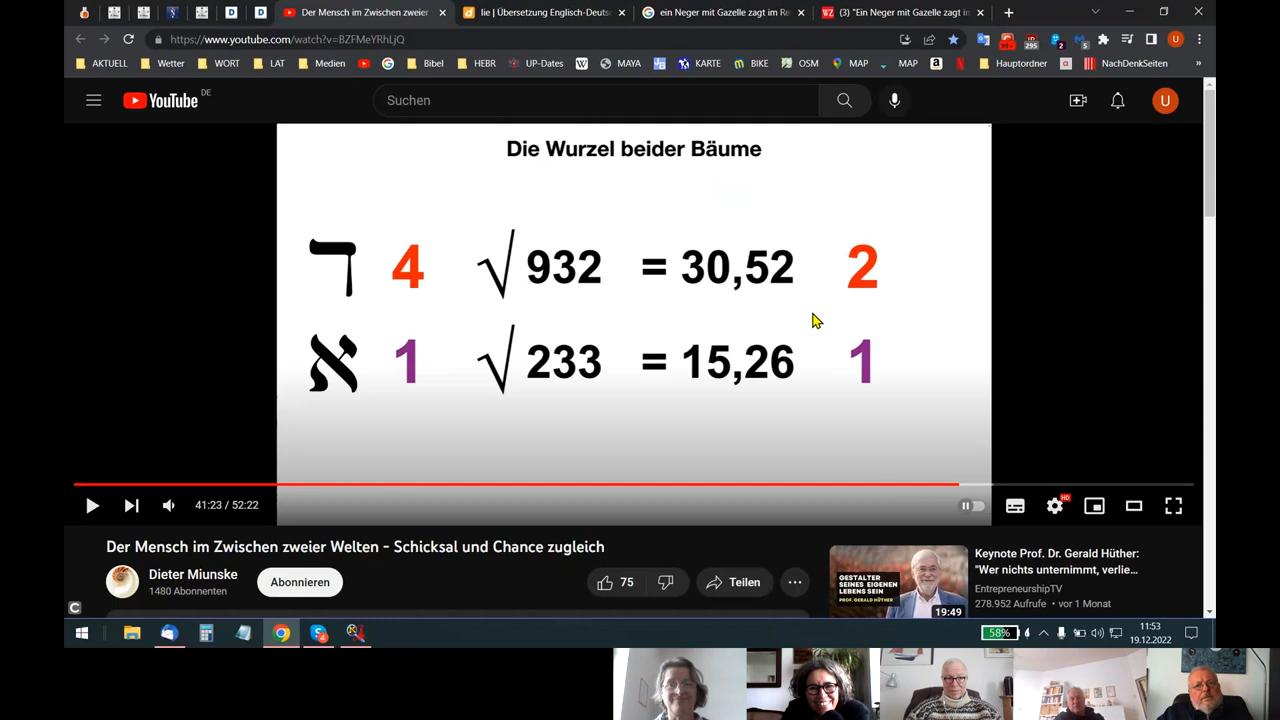 Der Mensch im Zwischen zweier
lie | Übersetzung Englisch-Deuts
ein Neger mit Gazelle zagt im Re
(3) "Ein Neger mit Gazelle zagt im
https://www.youtube.com/watch?v=BZFMeYRhLjQ
295
2
5
U
AKTUELL
Wetter
WORT
LAT
Medien
Bibel
HEBR
UP-Dates
MAYA
KARTE
BIKE
OSM
MAP
MAP
Hauptordner
NachDenkSeiten
YouTube DE
Suchen
U
Die Wurzel beider Bäume
ד 4 √ 932 = 30,52 2
א 1 √ 233 = 15,26 1
41:23 / 52:22
HD
Der Mensch im Zwischen zweier Welten - Schicksal und Chance zugleich
Dieter Miunske
1480 Abonnenten
Abonnieren
75
Teilen
GESTALTER
SEINES EIGENEN
LEBENS SEIN
PROF. GERALD HÜTHER
19:49
Keynote Prof. Dr. Gerald Hüther:
"Wer nichts unternimmt, verlie...
EntrepreneurshipTV
278.952 Aufrufe • vor 1 Monat
58%
11:53
19.12.2022